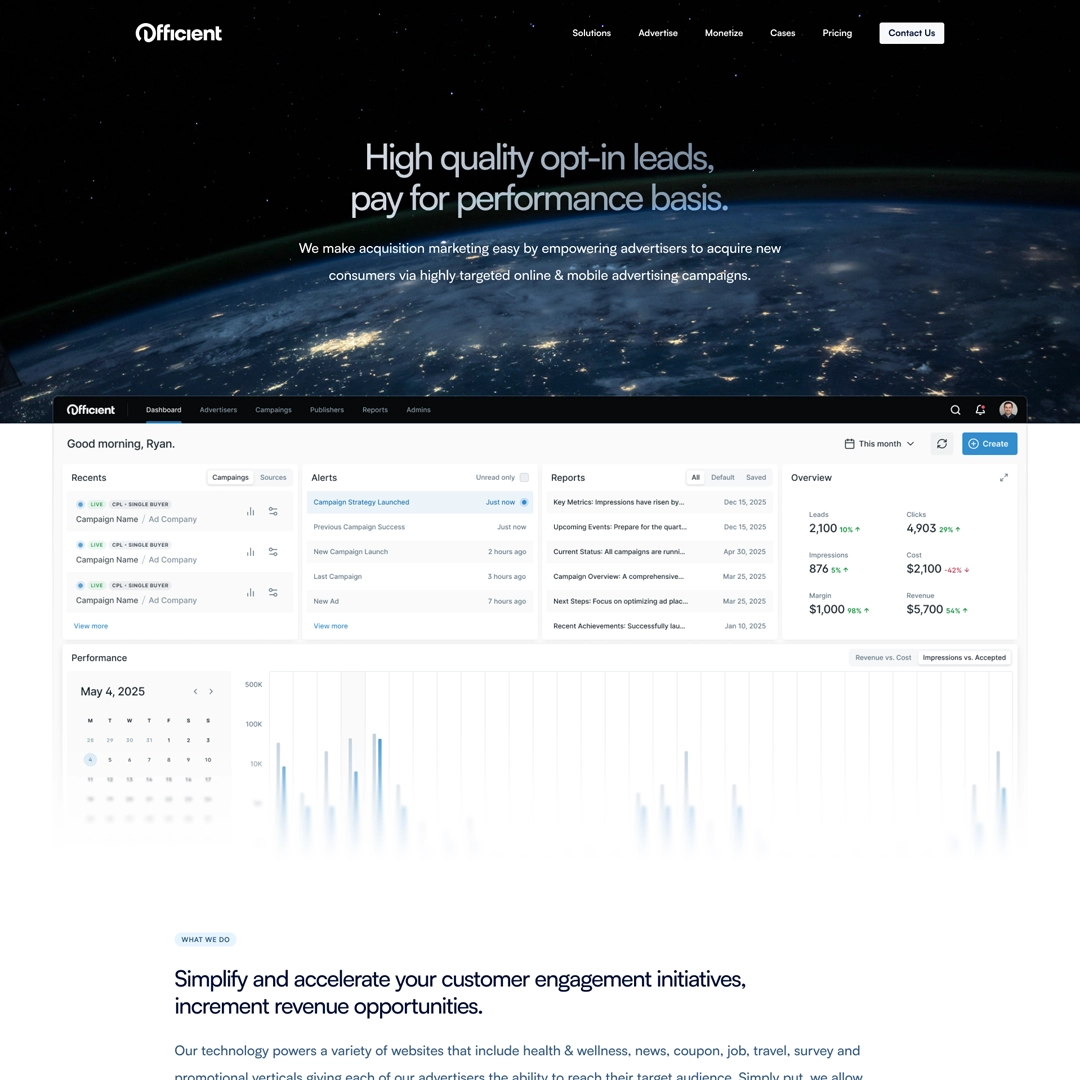 Officient
Solutions
Advertise
Monetize
Cases
Pricing
Contact Us
High quality opt-in leads,
pay for performance basis.
We make acquisition marketing easy by empowering advertisers to acquire new
consumers via highly targeted online & mobile advertising campaigns.
Officient
Dashboard
Advertisers
Campaings
Publishers
Reports
Admins
Good morning, Ryan.
This month
Create
Recents
Campaings
Sources
LIVE CPL - SINGLE BUYER
Campaign Name / Ad Company
LIVE CPL - SINGLE BUYER
Campaign Name / Ad Company
LIVE CPL - SINGLE BUYER
Campaign Name / Ad Company
View more
Alerts
Unread only
Campaign Strategy Launched Just now
Previous Campaign Success Just now
New Campaign Launch 2 hours ago
Last Campaign 3 hours ago
New Ad 7 hours ago
View more
Reports
All
Default
Saved
Key Metrics: Impressions have risen by... Dec 15, 2025
Upcoming Events: Prepare for the quart... Dec 15, 2025
Current Status: All campaigns are runni... Apr 30, 2025
Campaign Overview: A comprehensive... Mar 25, 2025
Next Steps: Focus on optimizing ad plac... Mar 25, 2025
Recent Achievements: Successfully lau... Jan 10, 2025
Overview
Leads
2,100 10% ↑
Clicks
4,903 29% ↑
Impressions
876 5% ↑
Cost
$2,100 -42% ↓
Margin
$1,000 98% ↑
Revenue
$5,700 54% ↑
Performance
Revenue vs. Cost
Impressions vs. Accepted
May 4, 2025
M T W T F S S
28 29 30 31 1 2 3
4 5 6 7 8 9 10
11 12 13 14 15 16 17
500K
100K
10K
WHAT WE DO
Simplify and accelerate your customer engagement initiatives,
increment revenue opportunities.
Our technology powers a variety of websites that include health & wellness, news, coupon, job, travel, survey and
promotional verticals giving each of our advertisers the ability to reach their target audience. Simply put, we allow